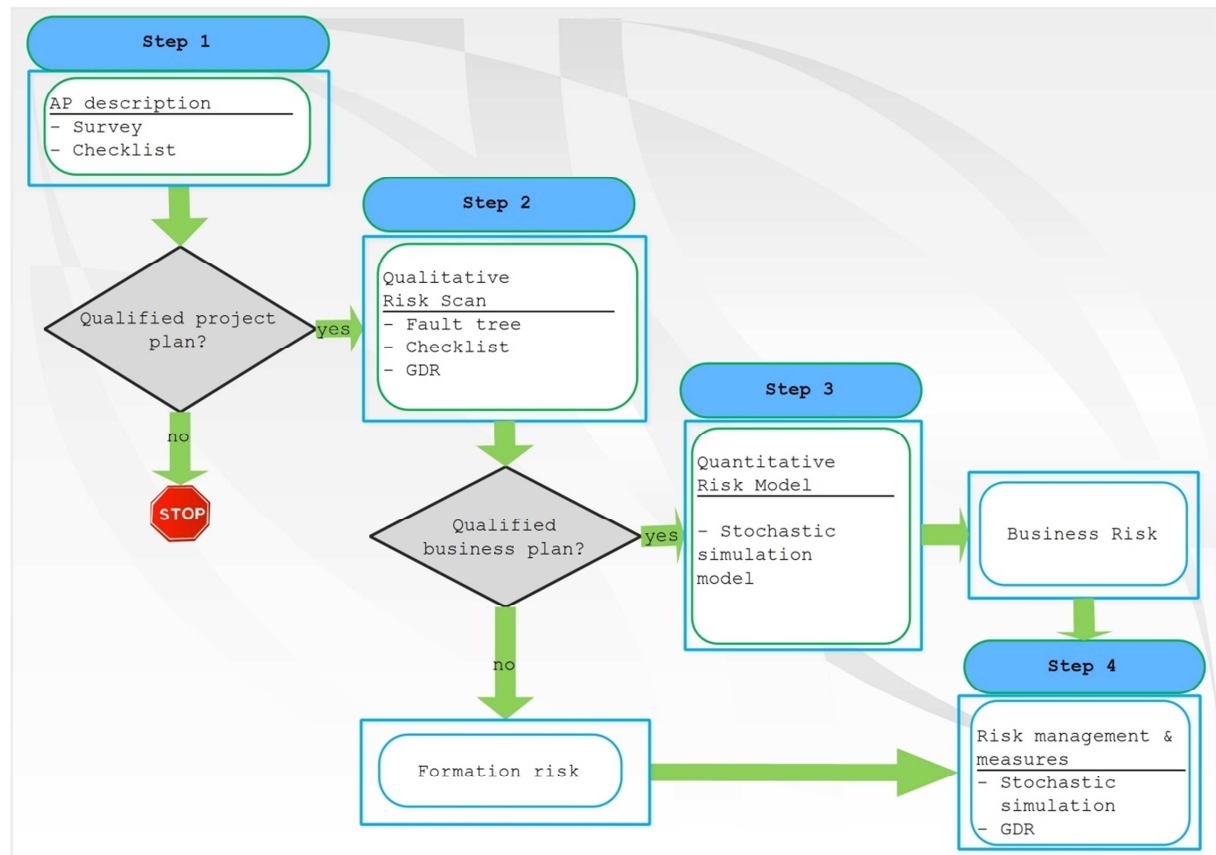 Step 1
AP description
- Survey
- Checklist
Qualified project
plan?
yes
no
STOP
Step 2
Qualitative
Risk Scan
- Fault tree
- Checklist
- GDR
Qualified
business plan?
yes
no
Step 3
Quantitative
Risk Model
- Stochastic
simulation
model
Business Risk
Formation risk
Step 4
Risk management &
measures
- Stochastic
simulation
- GDR